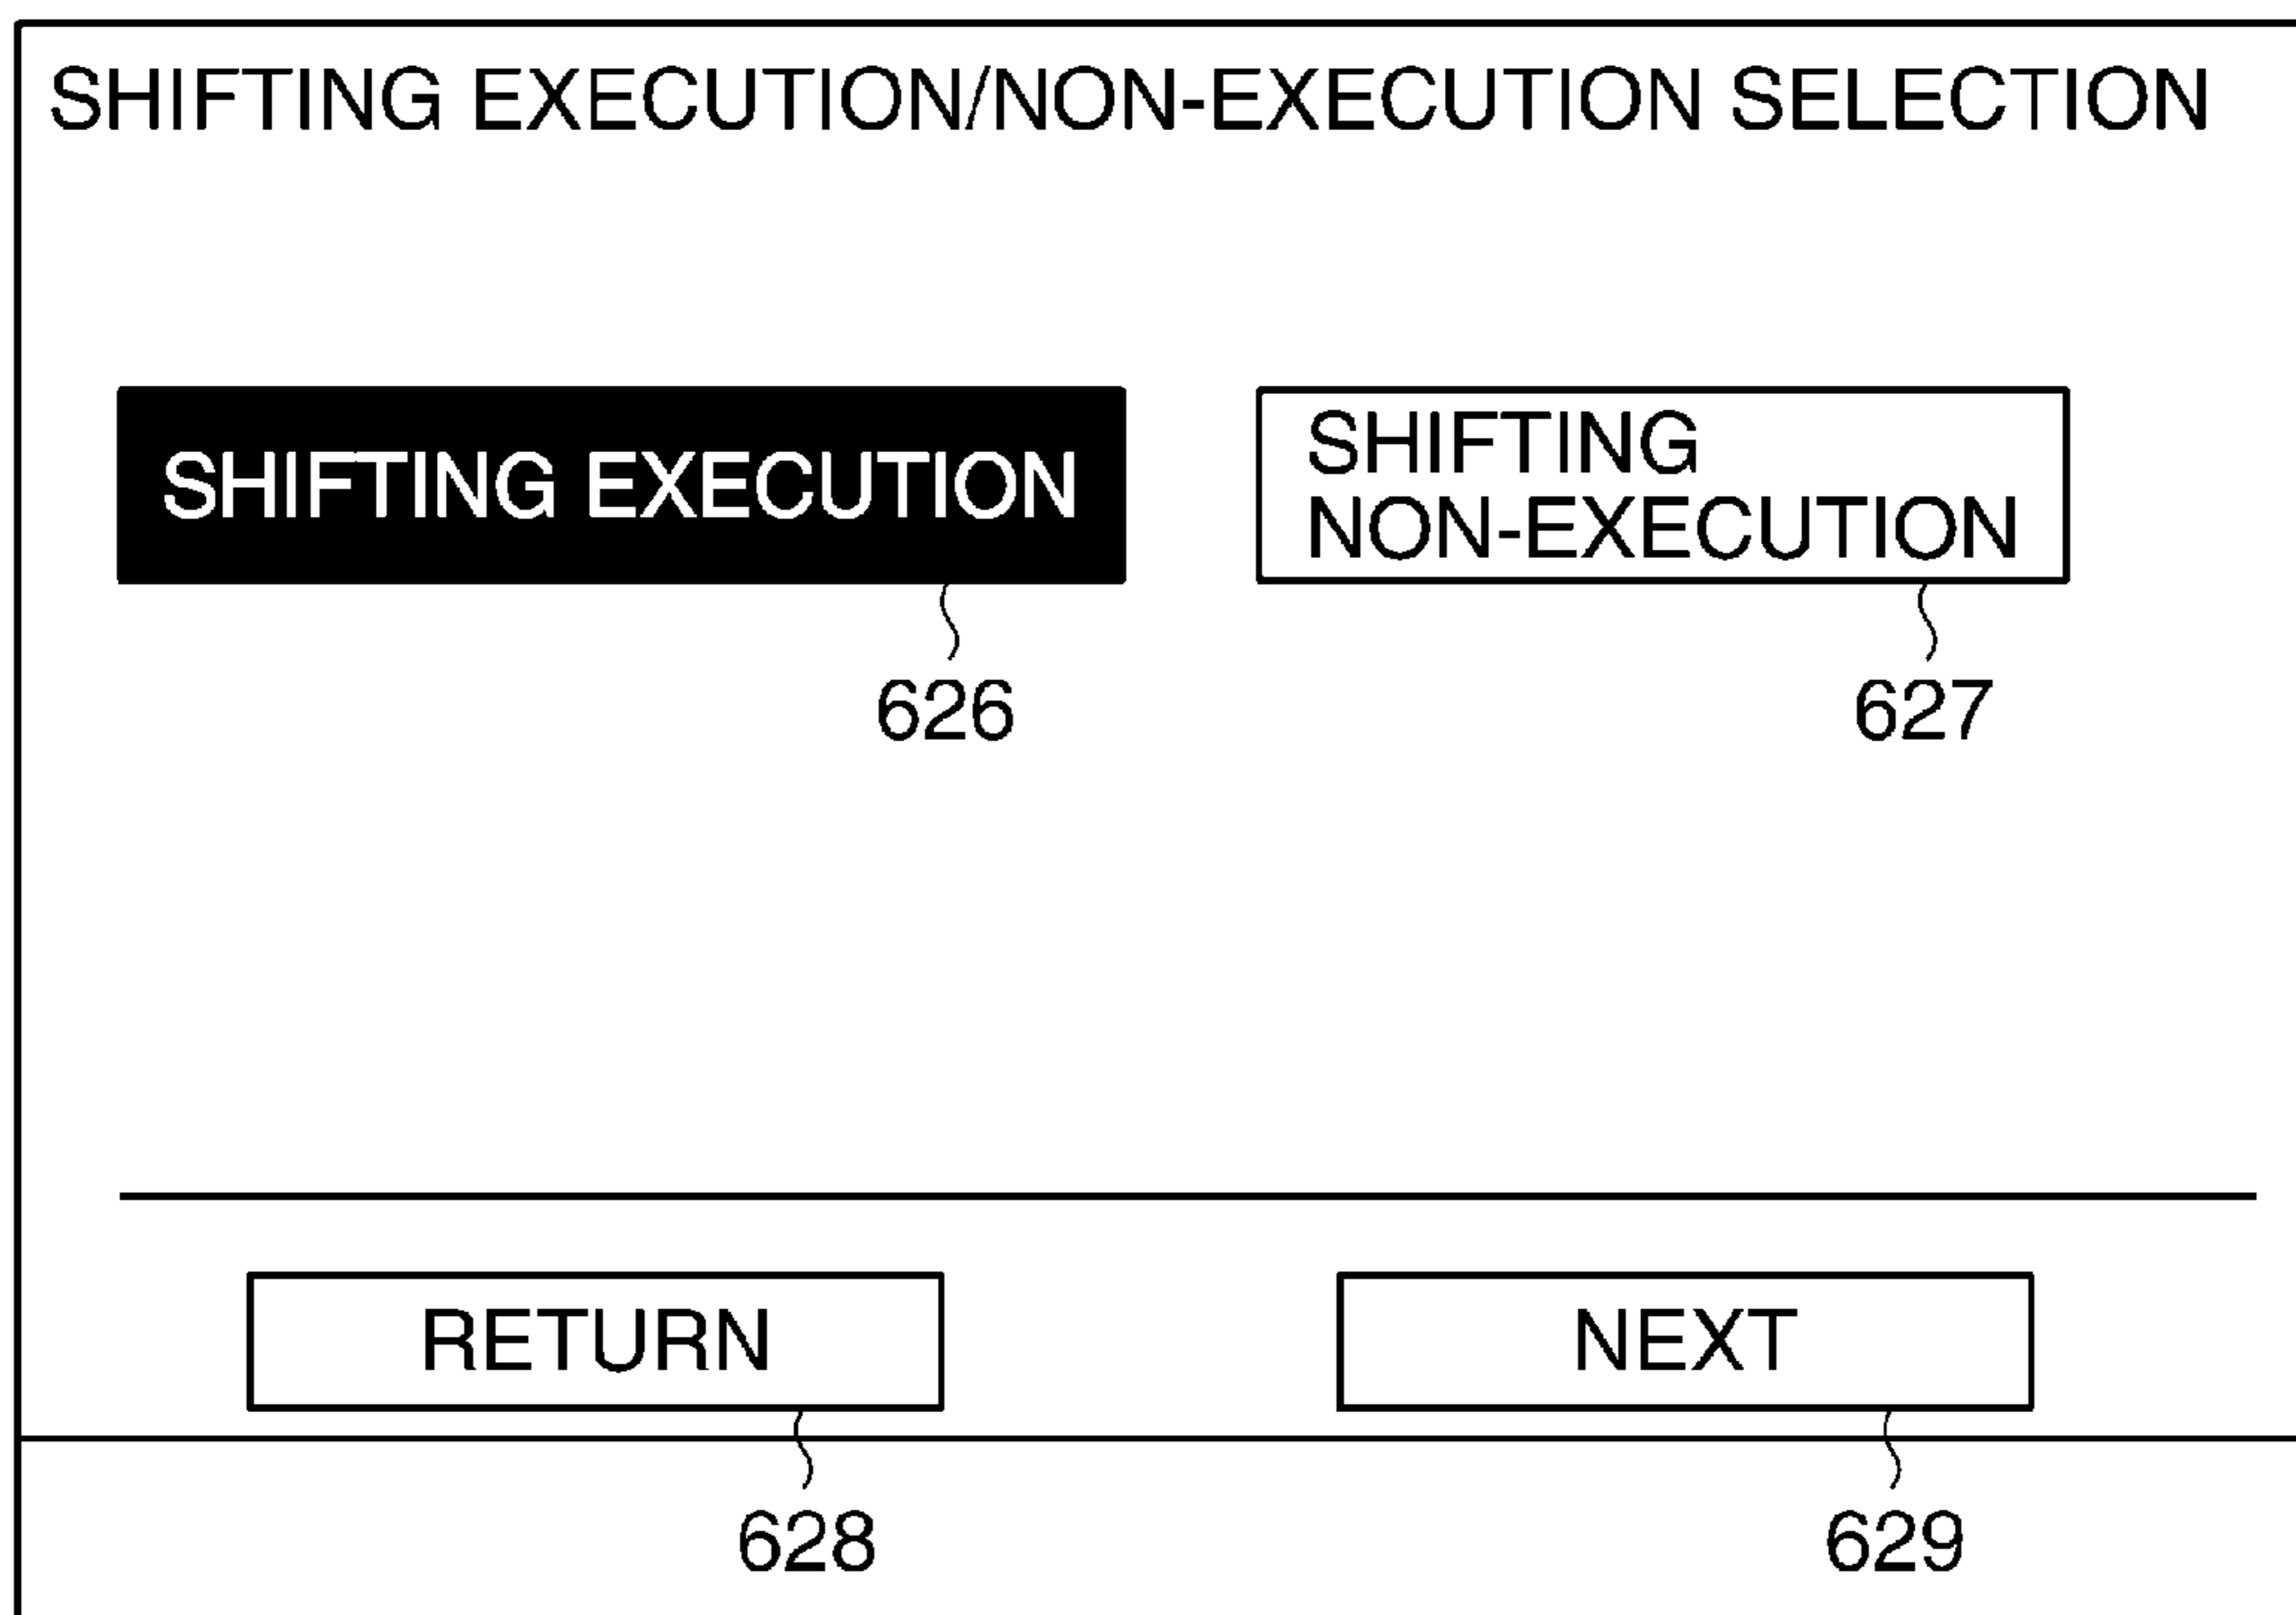 SHIFTING EXECUTION/NON-EXECUTION SELECTION
SHIFTING EXECUTION
SHIFTING
NON-EXECUTION
626
627
RETURN
NEXT
628
629